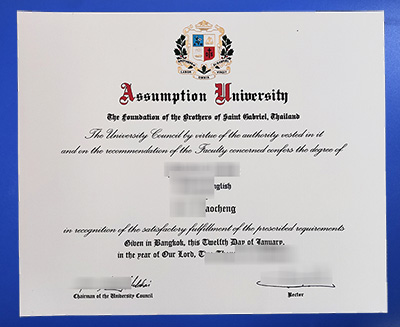 Assumption University
The Foundation of the Brothers of Saint Gabriel, Thailand
The University Council by virtue of the authority vested in it
and on the recommendation of the Faculty concerned confers the degree of
nglish
aocheng
in recognition of the satisfactory fulfillment of the prescribed requirements
Given in Bangkok, this Twelfth Day of January,
in the year of Our Lord,
Chairman of the University Council
Rector